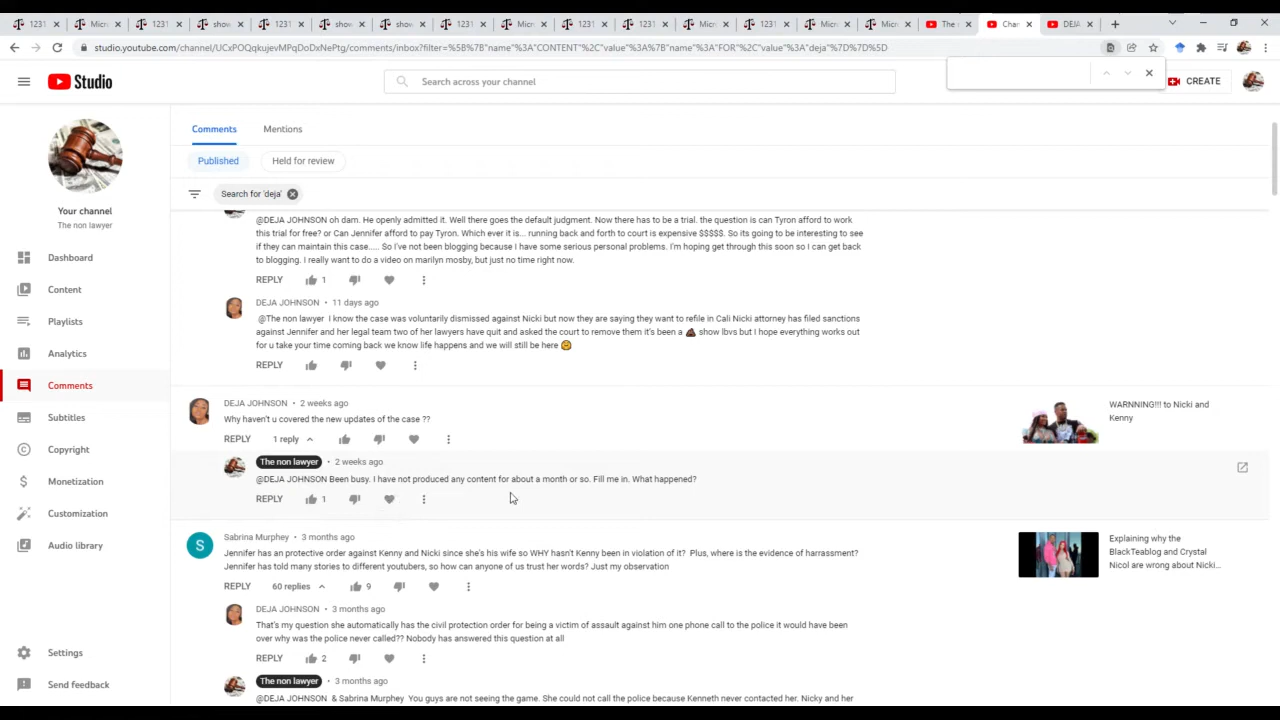 1231
Micr
show
1231
show
show
1231
Micr
Micr
1231
1231
Micr
1231
Micr
Micr
The
Chan
DEJA
studio.youtube.com/channel/UCxPOQqkujevMPqDoDxNePtg/comments/inbox?filter=%5B%7B"name"%3A"CONTENT"%2C"value"%3A%7B"name"%3A"FOR"%2C"value"%3A"deja"%7D%7D%5D
Studio
Search across your channel
CREATE
Your channel
The non lawyer
Dashboard
Content
Playlists
Analytics
Comments
Subtitles
Copyright
Monetization
Customization
Audio library
Settings
Send feedback
Comments Mentions
Published Held for review
Search for 'deja'
@DEJA JOHNSON oh dam. He openly admitted it. Well there goes the default judgment. Now there has to be a trial. the question is can Tyron afford to work
this trial for free? or Can Jennifer afford to pay Tyron. Which ever it is... running back and forth to court is expensive $$$$$. So its going to be interesting to see
if they can maintain this case..... So I've not been blogging because I have some serious personal problems. I'm hoping get through this soon so I can get back
to blogging. I really want to do a video on marilyn mosby, but just no time right now.
REPLY 1
DEJA JOHNSON • 11 days ago
@The non lawyer I know the case was voluntarily dismissed against Nicki but now they are saying they want to refile in Cali Nicki attorney has filed sanctions
against Jennifer and her legal team two of her lawyers have quit and asked the court to remove them it's been a 💩 show lbvs but I hope everything works out
for u take your time coming back we know life happens and we will still be here 🤗
REPLY
DEJA JOHNSON • 2 weeks ago
Why haven't u covered the new updates of the case ??
REPLY 1 reply
WARNNING!!! to Nicki and
Kenny
The non lawyer • 2 weeks ago
@DEJA JOHNSON Been busy. I have not produced any content for about a month or so. Fill me in. What happened?
REPLY 1
S
Sabrina Murphey • 3 months ago
Jennifer has an protective order against Kenny and Nicki since she's his wife so WHY hasn't Kenny been in violation of it? Plus, where is the evidence of harrassment?
Jennifer has told many stories to different youtubers, so how can anyone of us trust her words? Just my observation
REPLY 60 replies 9
Explaining why the
BlackTeablog and Crystal
Nicol are wrong about Nicki...
DEJA JOHNSON • 3 months ago
That's my question she automatically has the civil protection order for being a victim of assault against him one phone call to the police it would have been
over why was the police never called?? Nobody has answered this question at all
REPLY 2
The non lawyer • 3 months ago
@DEJA JOHNSON & Sabrina Murphey You guys are not seeing the game. She could not call the police because Kenneth never contacted her. Nicky and her